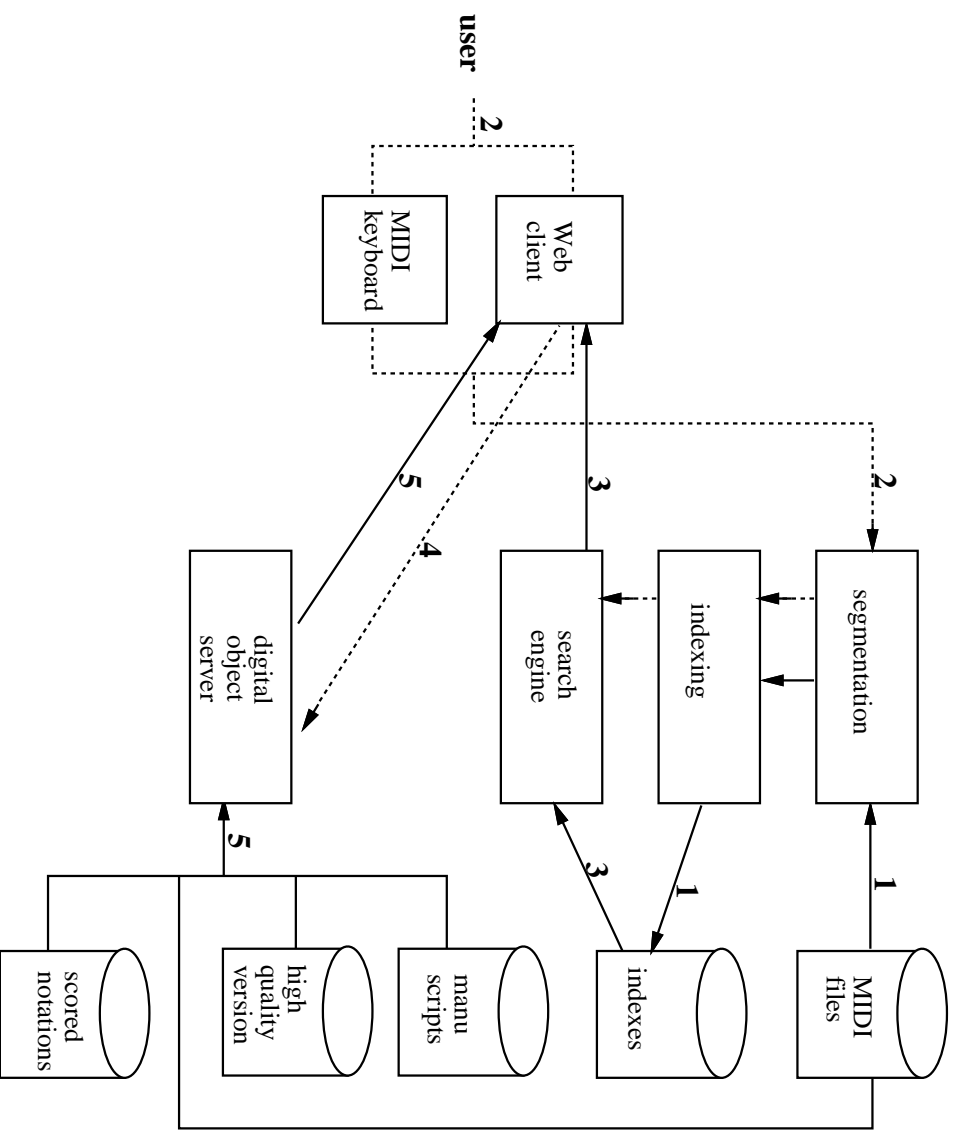 2
1
segmentation
MIDI
files
indexing
1
indexes
3
3
Web
client
search
engine
2
user
manu
scripts
4
5
MIDI
keyboard
high
quality
version
digital
object
server
5
scored
notations